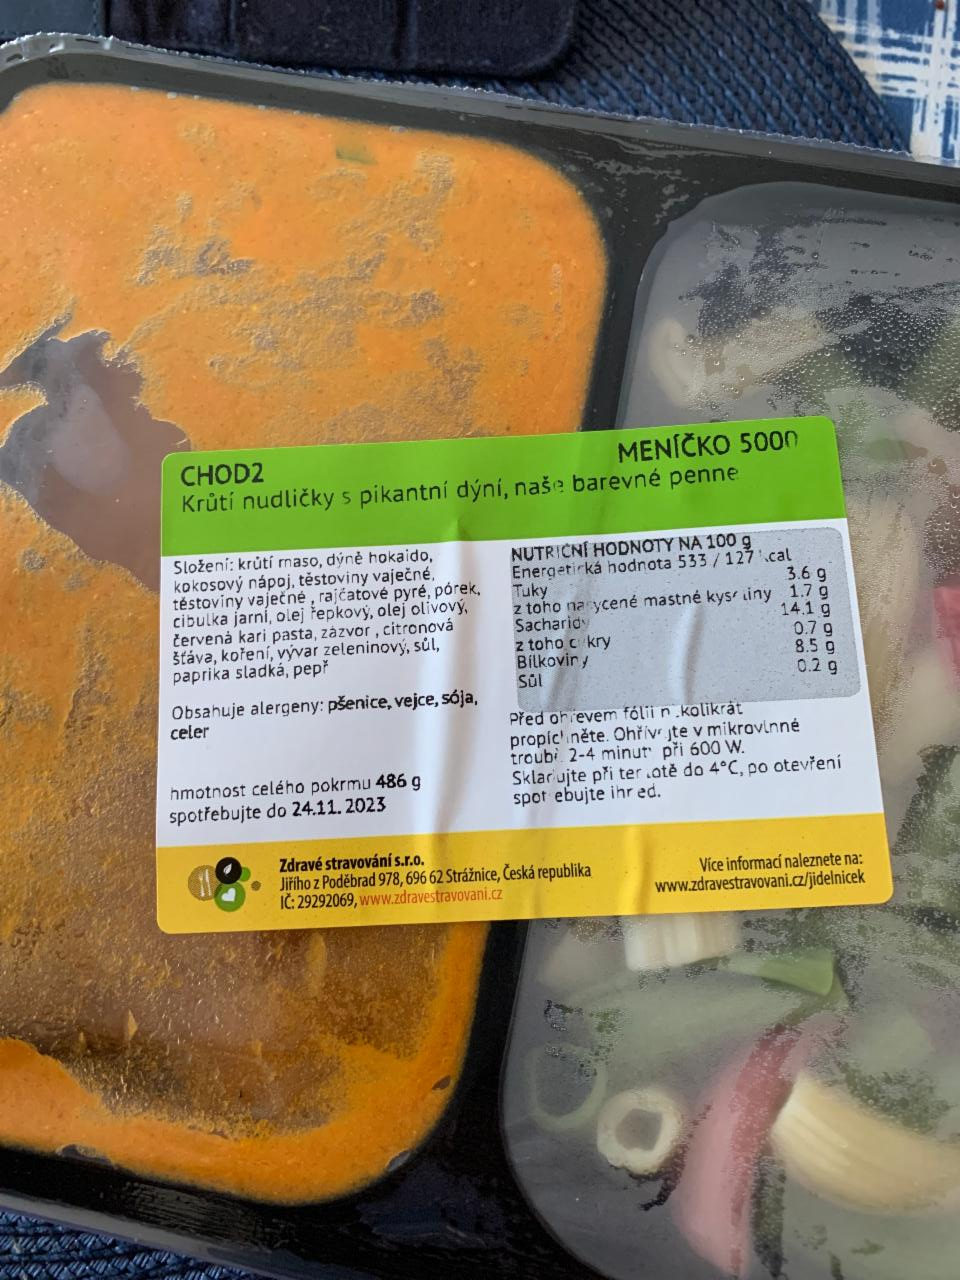 CHOD2
MENÍČKO 5000
Krůtí nudličky s pikantní dýní, naše barevné penne
Složení: krůtí maso, dýně hokaido,
kokosový nápoj, těstoviny vaječné,
těstoviny vaječné , rajčatové pyré, pórek,
cibulka jarní, olej řepkový, olej olivový,
červená kari pasta, zázvor , citronová
šťáva, koření, vývar zeleninový, sůl,
paprika sladká, pepř
Obsahuje alergeny: pšenice, vejce, sója,
celer
hmotnost celého pokrmu 486 g
spotřebujte do 24.11. 2023
NUTRIČNÍ HODNOTY NA 100 g
Energetická hodnota 533 / 127 kcal
Tuky 3.6 g
z toho nasycené mastné kyseliny 1.7 g
Sacharidy 14.1 g
z toho cukry 0.7 g
Bílkoviny 8.5 g
Sůl 0.2 g
Před ohřevem fólii několikrát
propíchněte. Ohřívejte v mikrovlnné
troubě 2-4 minuty při 600 W.
Skladujte při teplotě do 4°C, po otevření
spotřebujte ihned.
Zdravé stravování s.r.o.
Jiřího z Poděbrad 978, 696 62 Strážnice, Česká republika
IČ: 29292069, www.zdravestravovani.cz
Více informací naleznete na:
www.zdravestravovani.cz/jidelnicek